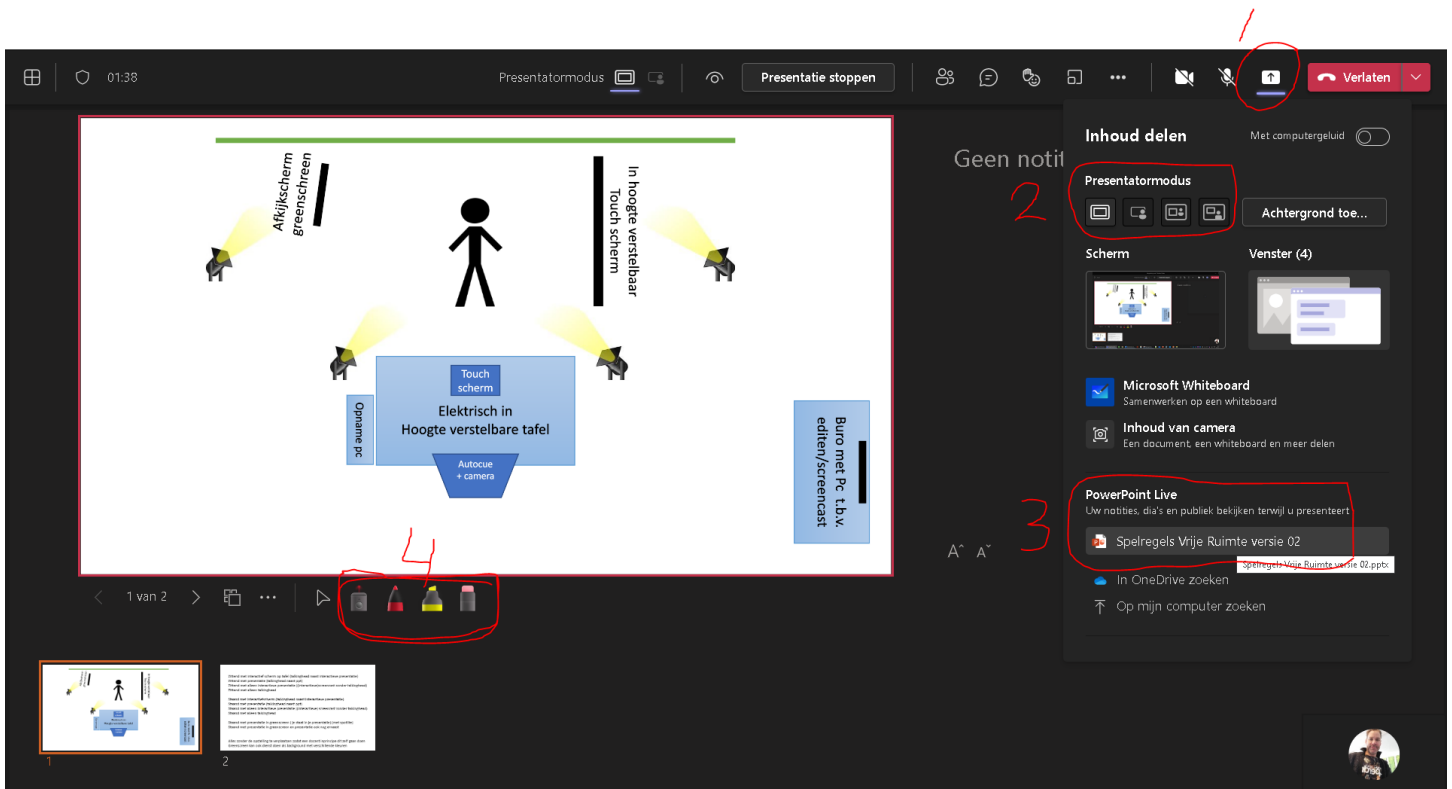 1
01:38
Presentatormodus
Presentatie stoppen
Verlaten
Afkijkscherm
greenschreen
In hoogte verstelbaar
Touch scherm
Touch
scherm
Elektrisch in
Hoogte verstelbare tafel
Opname pc
Autocue
+ camera
Buro met Pc t.b.v.
editen/screencast
Geen notit
A A
4
1 van 2
1
2
Inhoud delen
Met computergeluid
2
Presentatormodus
Achtergrond toe...
Scherm
Venster (4)
Microsoft Whiteboard
Samenwerken op een whiteboard
Inhoud van camera
Een document, een whiteboard en meer delen
3
PowerPoint Live
Uw notities, dia's en publiek bekijken terwijl u presenteert
Spelregels Vrije Ruimte versie 02
Spelregels Vrije Ruimte versie 02.pptx
In OneDrive zoeken
Op mijn computer zoeken